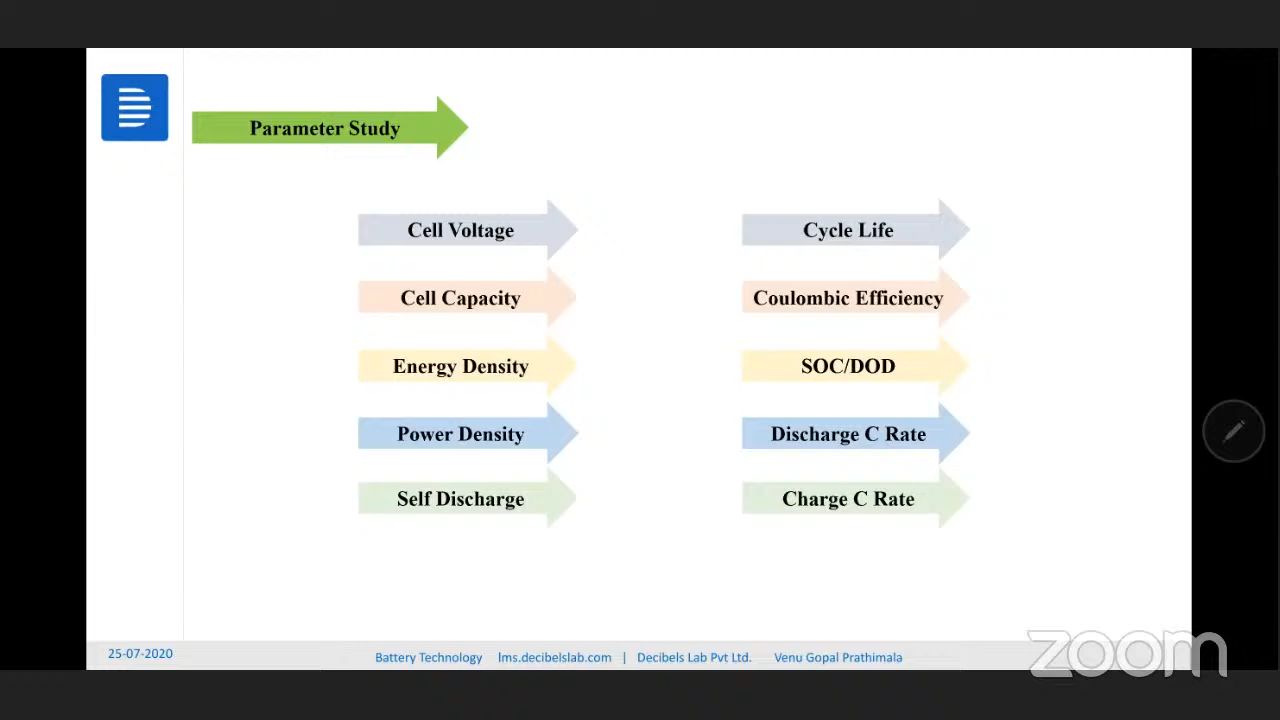 Parameter Study
Cell Voltage
Cell Capacity
Energy Density
Power Density
Self Discharge
Cycle Life
Coulombic Efficiency
SOC/DOD
Discharge C Rate
Charge C Rate
25-07-2020
Battery Technology lms.decibelslab.com | Decibels Lab Pvt Ltd. Venu Gopal Prathimala
zoom